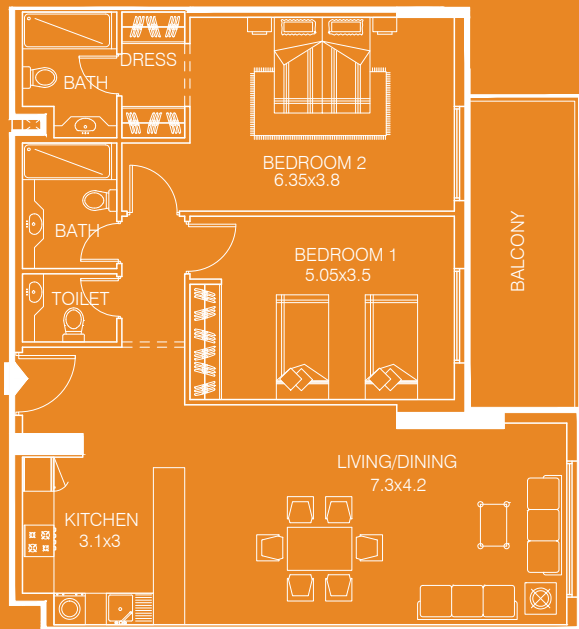 DRESS
BATH
BEDROOM 2
6.35x3.8
BATH
BEDROOM 1
5.05x3.5
BALCONY
TOILET
LIVING/DINING
7.3x4.2
KITCHEN
3.1x3